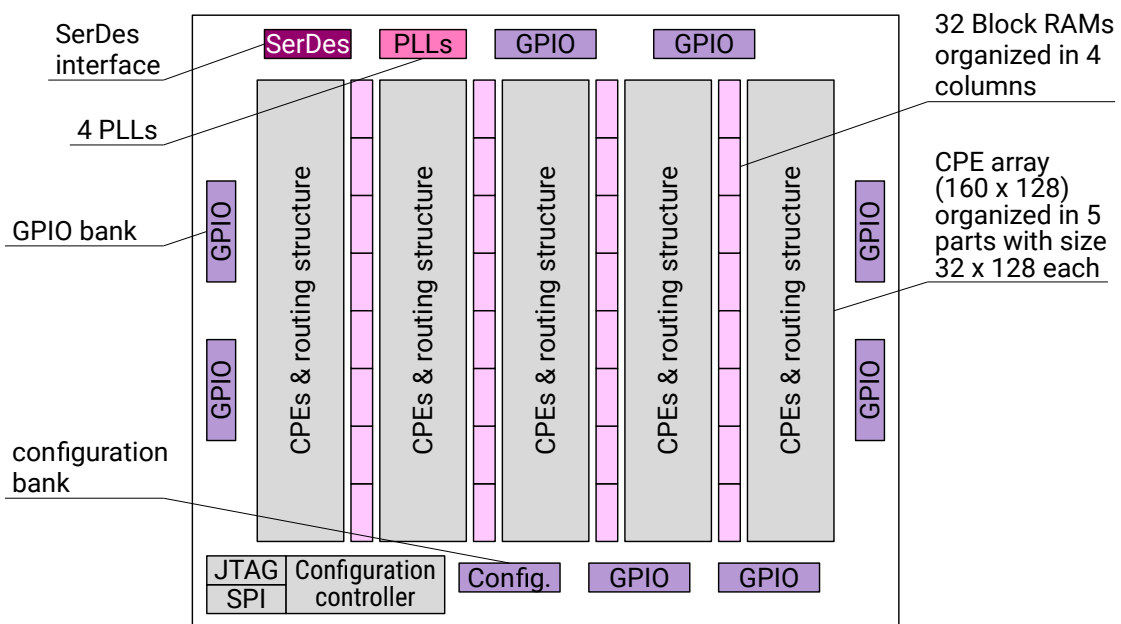 SerDes
interface
4 PLLs
GPIO bank
configuration
bank
SerDes
PLLs
GPIO
GPIO
GPIO
GPIO
CPEs & routing structure
CPEs & routing structure
CPEs & routing structure
CPEs & routing structure
CPEs & routing structure
GPIO
GPIO
JTAG
SPI
Configuration
controller
Config.
GPIO
GPIO
32 Block RAMs
organized in 4
columns
CPE array
(160 x 128)
organized in 5
parts with size
32 x 128 each